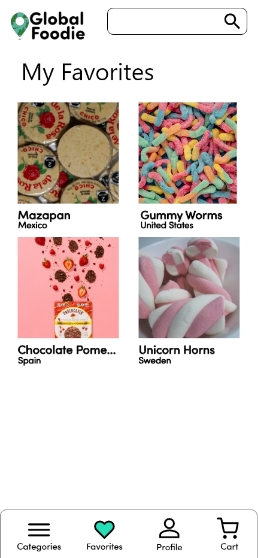 Global
Foodie
My Favorites
Mazapan
Mexico
Gummy Worms
United States
Chocolate Pome...
Spain
Unicorn Horns
Sweden
Categories
Favorites
Profile
Cart